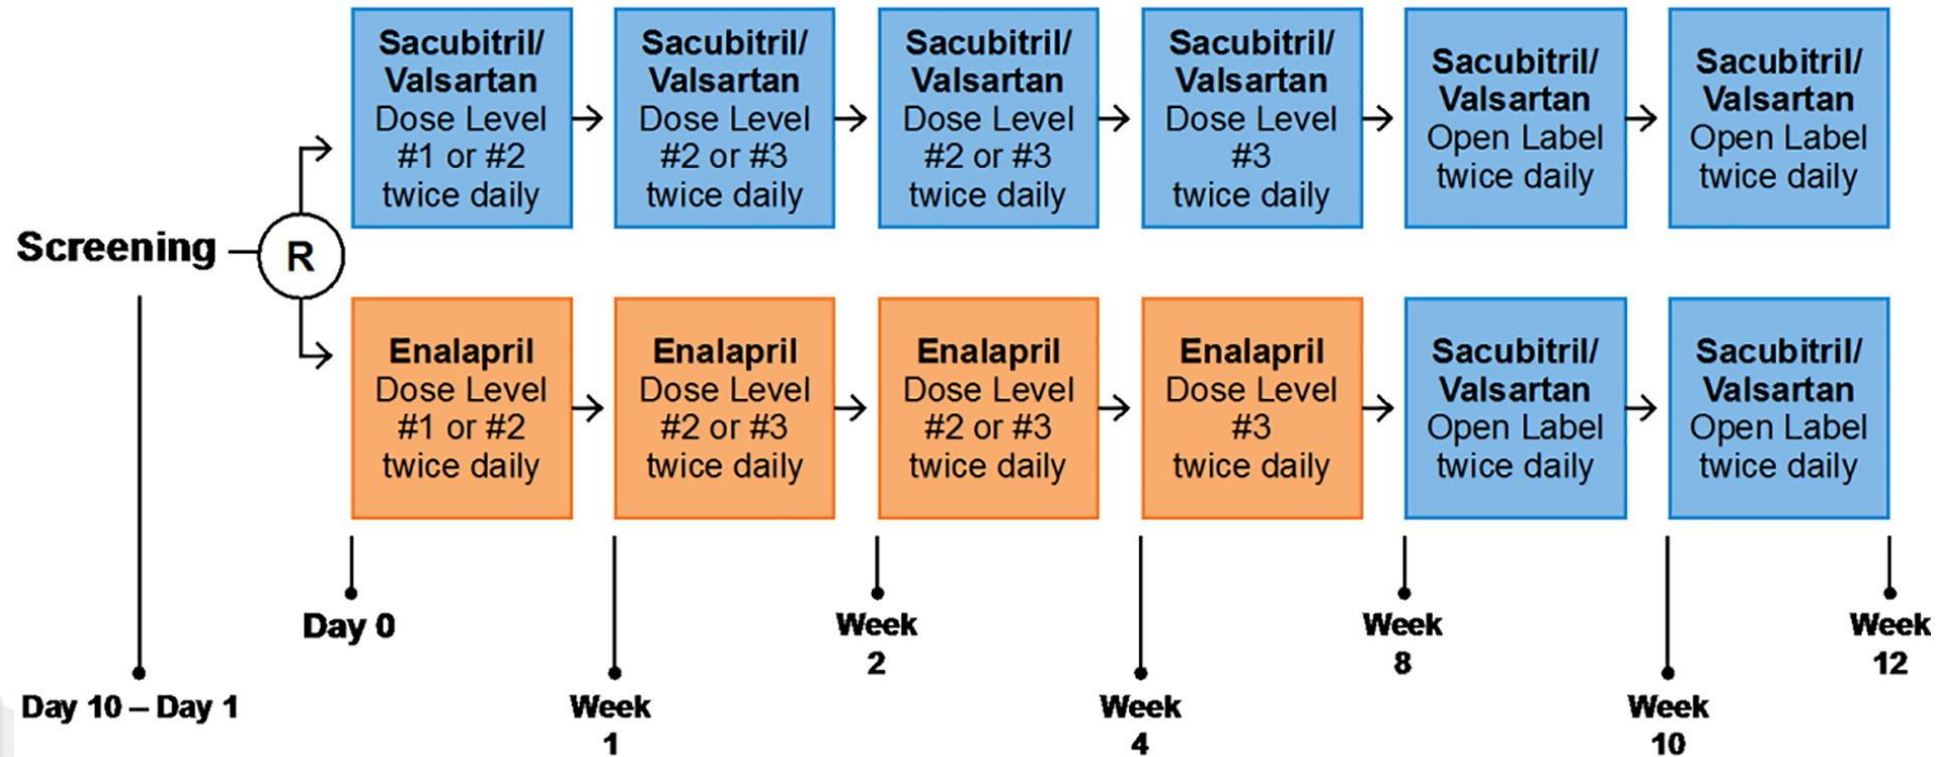 Sacubitril/
Valsartan
Dose Level
#1 or #2
twice daily
Sacubitril/
Valsartan
Dose Level
#2 or #3
twice daily
Sacubitril/
Valsartan
Dose Level
#2 or #3
twice daily
Sacubitril/
Valsartan
Dose Level
#3
twice daily
Sacubitril/
Valsartan
Open Label
twice daily
Sacubitril/
Valsartan
Open Label
twice daily
Screening
R
Enalapril
Dose Level
#1 or #2
twice daily
Enalapril
Dose Level
#2 or #3
twice daily
Enalapril
Dose Level
#2 or #3
twice daily
Enalapril
Dose Level
#3
twice daily
Sacubitril/
Valsartan
Open Label
twice daily
Sacubitril/
Valsartan
Open Label
twice daily
Day 10 – Day 1
Day 0
Week
1
Week
2
Week
4
Week
8
Week
10
Week
12